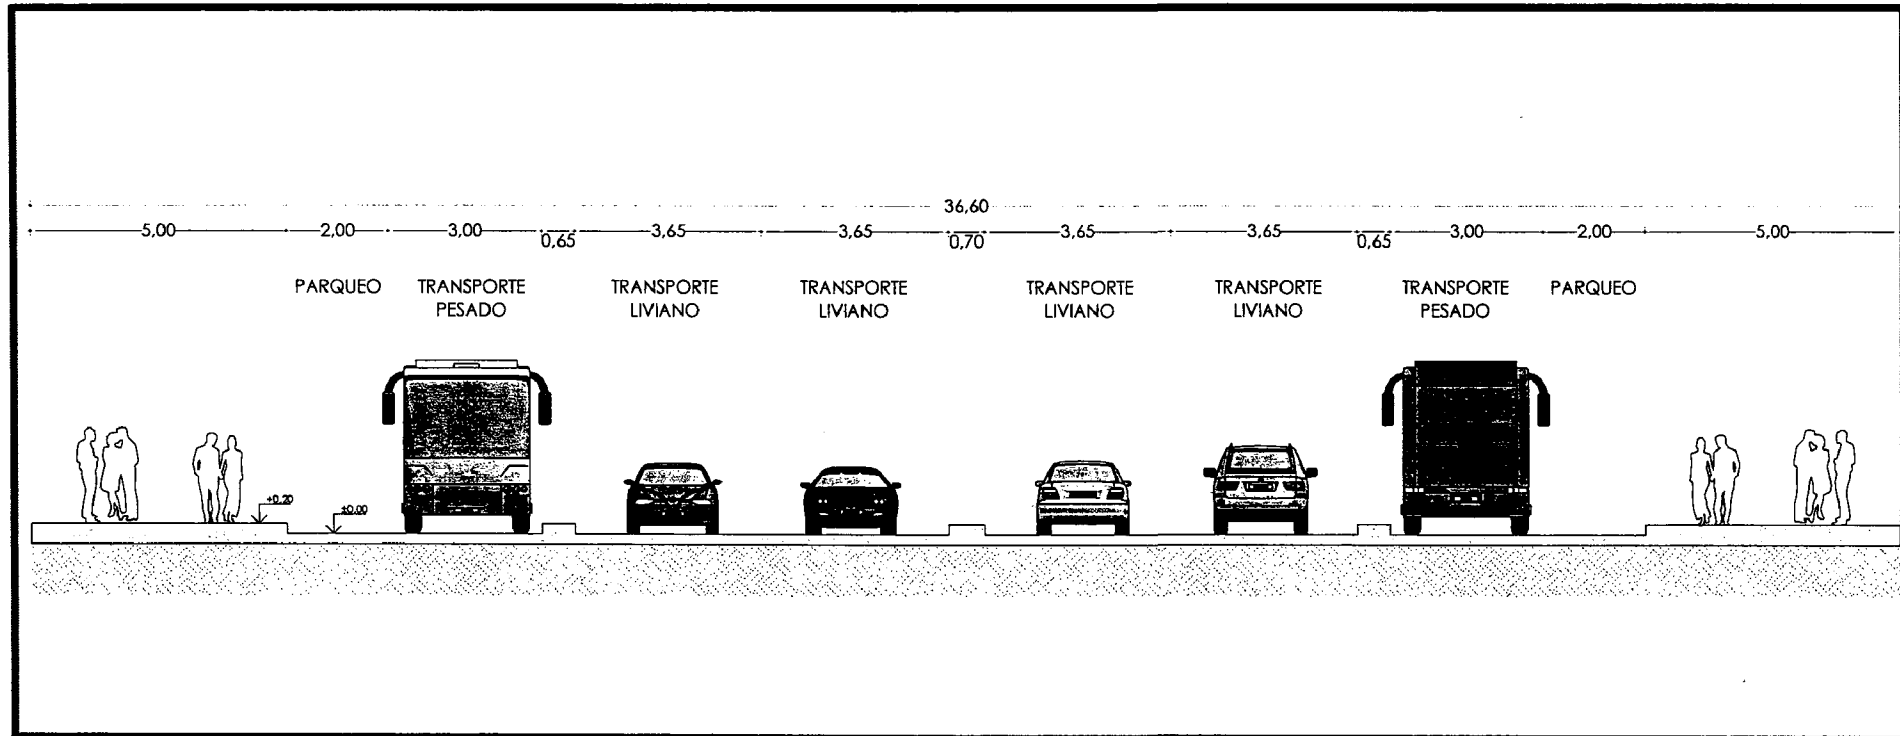 36,60
5,00 2,00 3,00 0,65 3,65 3,65 0,70 3,65 3,65 0,65 3,00 2,00 5,00
PARQUEO
TRANSPORTE
PESADO
TRANSPORTE
LIVIANO
TRANSPORTE
LIVIANO
TRANSPORTE
LIVIANO
TRANSPORTE
LIVIANO
TRANSPORTE
PESADO
PARQUEO
+0.20
±0.00